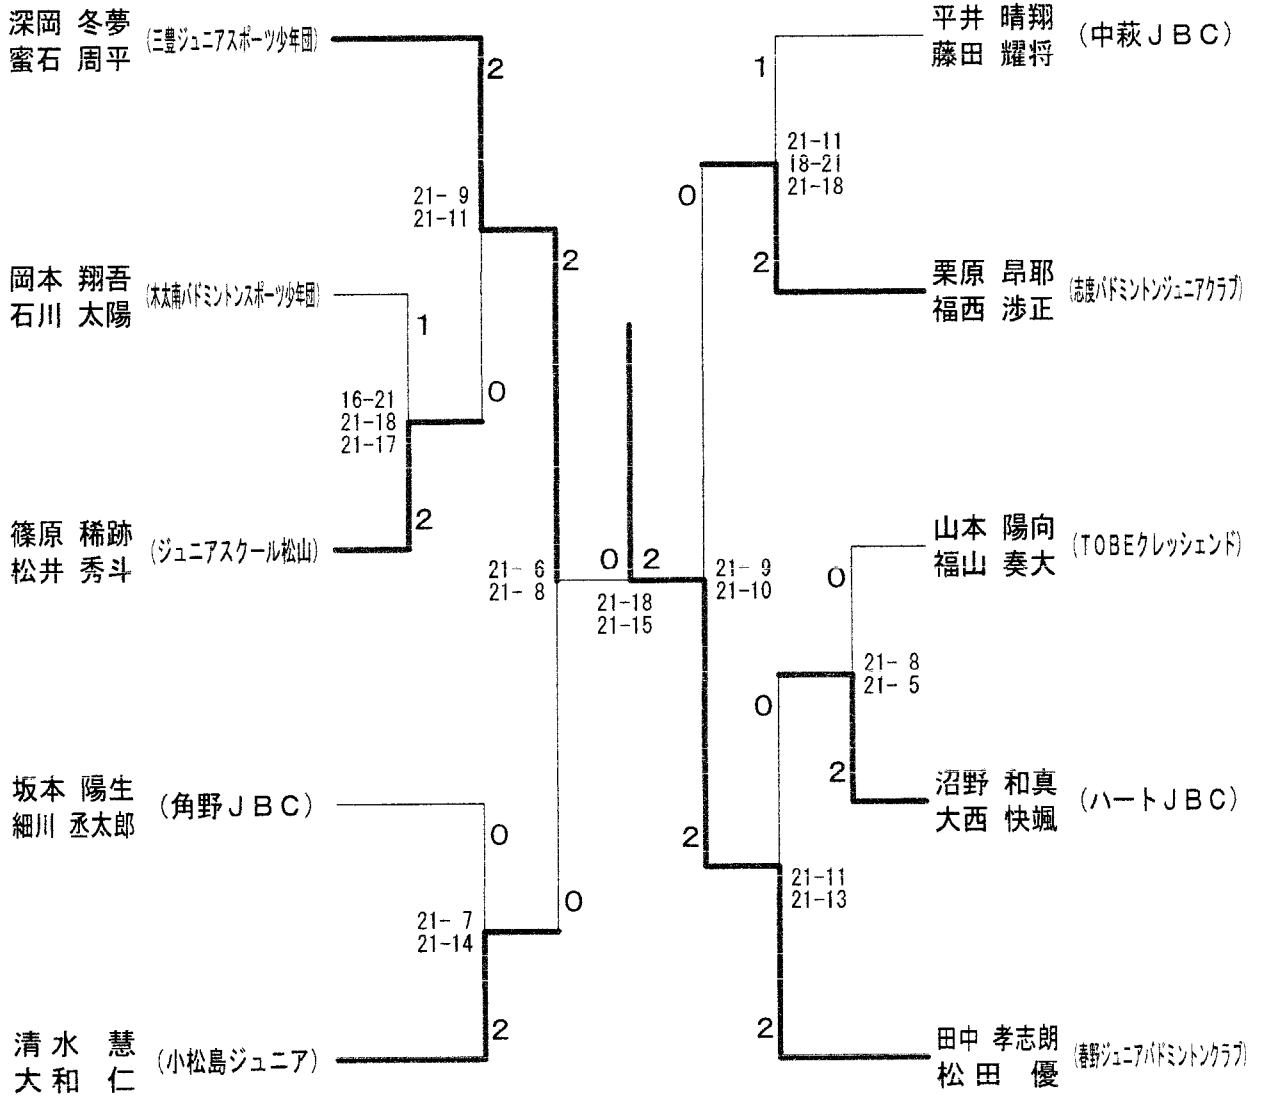 深岡 冬夢
蜜石 周平
(三豊ジュニアスポーツ少年団)
2
21- 9
21-11
2
岡本 翔吾
石川 太陽
(木太南バドミントンスポーツ少年団)
1
0
16-21
21-18
21-17
篠原 稀跡
松井 秀斗
(ジュニアスクール松山)
2
21- 6
21- 8
坂本 陽生
細川 丞太郎
(角野JBC)
0
0
21- 7
21-14
清水 慧
大和 仁
(小松島ジュニア)
2
0 2
21-18
21-15
平井 晴翔
藤田 耀将
(中萩JBC)
1
21-11
18-21
21-18
0
2
栗原 昂耶
福西 渉正
(志度バドミントンジュニアクラブ)
山本 陽向
福山 奏大
(TOBEクレッシェンド)
21- 9
21-10
0
21- 8
21- 5
0
2
沼野 和真
大西 快颯
(ハートJBC)
2
21-11
21-13
2
田中 孝志朗
松田 優
(春野ジュニアバドミントンクラブ)